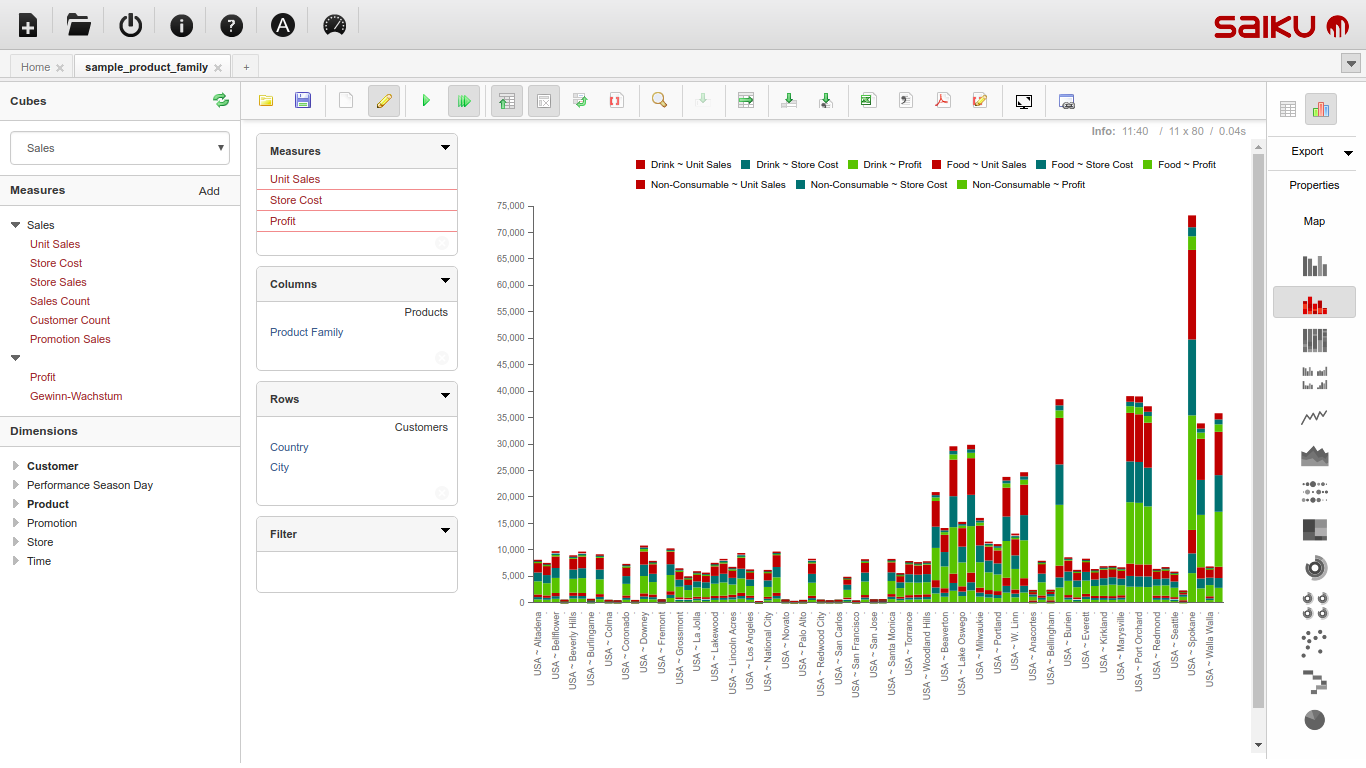 SAIKU
Home
sample_product_family
+
Cubes
Sales
Measures Add
Sales
Unit Sales
Store Cost
Store Sales
Sales Count
Customer Count
Promotion Sales
Profit
Gewinn-Wachstum
Dimensions
Customer
Performance Season Day
Product
Promotion
Store
Time
Measures
Unit Sales
Store Cost
Profit
Columns
Products
Product Family
Rows
Customers
Country
City
Filter
Info: 11:40 / 11 x 80 / 0.04s
Drink ~ Unit Sales Drink ~ Store Cost Drink ~ Profit Food ~ Unit Sales Food ~ Store Cost Food ~ Profit
Non-Consumable ~ Unit Sales Non-Consumable ~ Store Cost Non-Consumable ~ Profit
75,000
70,000
65,000
60,000
55,000
50,000
45,000
40,000
35,000
30,000
25,000
20,000
15,000
10,000
5,000
0
USA ~ Altadena
USA ~ Bellflower
USA ~ Beverly Hills
USA ~ Burlingame
USA ~ Colma
USA ~ Coronado
USA ~ Downey
USA ~ Fremont
USA ~ Grossmont
USA ~ La Jolla
USA ~ Lakewood
USA ~ Lincoln Acres
USA ~ Los Angeles
USA ~ National City
USA ~ Novato
USA ~ Palo Alto
USA ~ Redwood City
USA ~ San Carlos
USA ~ San Francisco
USA ~ San Jose
USA ~ Santa Monica
USA ~ Torrance
USA ~ Woodland Hills
USA ~ Beaverton
USA ~ Lake Oswego
USA ~ Milwaukie
USA ~ Portland
USA ~ W. Linn
USA ~ Anacortes
USA ~ Bellingham
USA ~ Burien
USA ~ Everett
USA ~ Kirkland
USA ~ Marysville
USA ~ Port Orchard
USA ~ Redmond
USA ~ Seattle
USA ~ Spokane
USA ~ Walla Walla
Export
Properties
Map